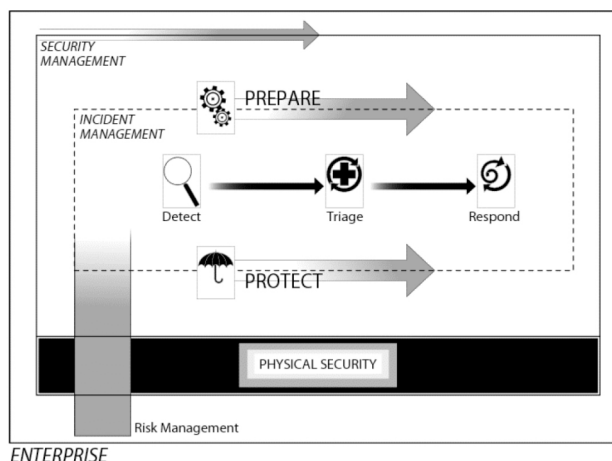 SECURITY
MANAGEMENT
PREPARE
INCIDENT
MANAGEMENT
Detect
Triage
Respond
PROTECT
PHYSICAL SECURITY
Risk Management
ENTERPRISE